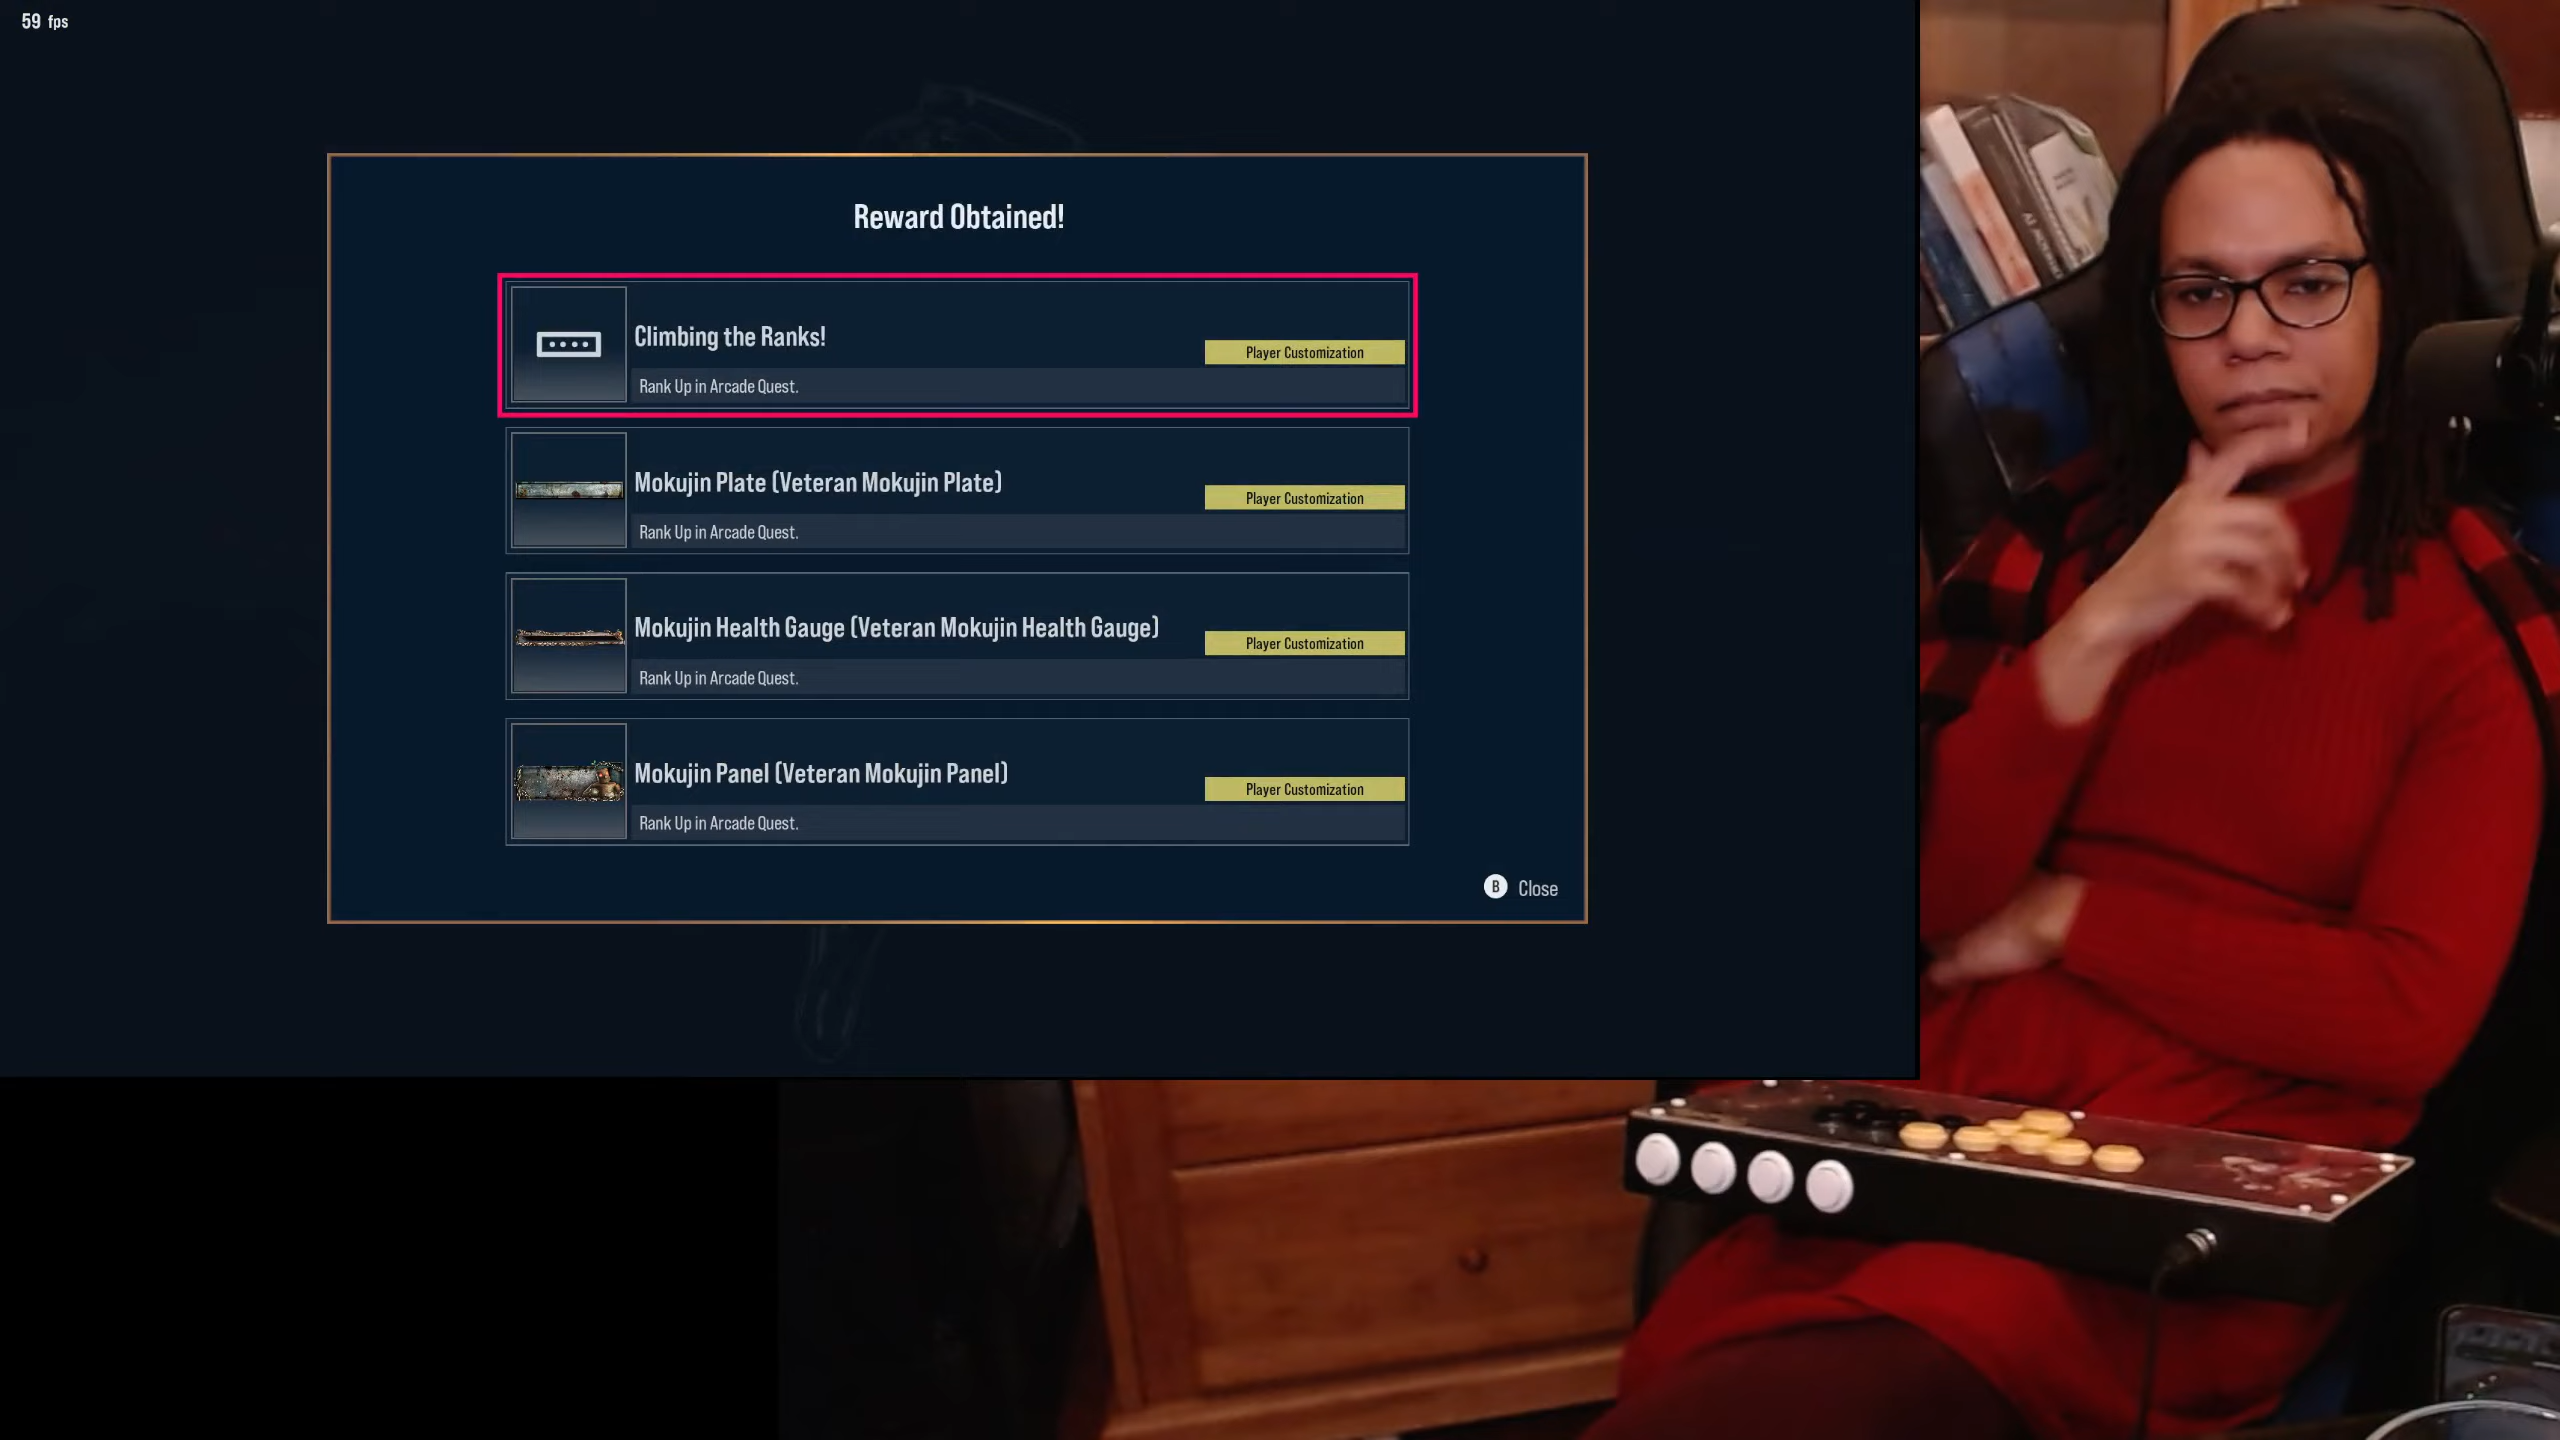 59 fps
Reward Obtained!
Climbing the Ranks!
Player Customization
Rank Up in Arcade Quest.
Mokujin Plate (Veteran Mokujin Plate)
Player Customization
Rank Up in Arcade Quest.
Mokujin Health Gauge (Veteran Mokujin Health Gauge)
Player Customization
Rank Up in Arcade Quest.
Mokujin Panel (Veteran Mokujin Panel)
Player Customization
Rank Up in Arcade Quest.
B Close